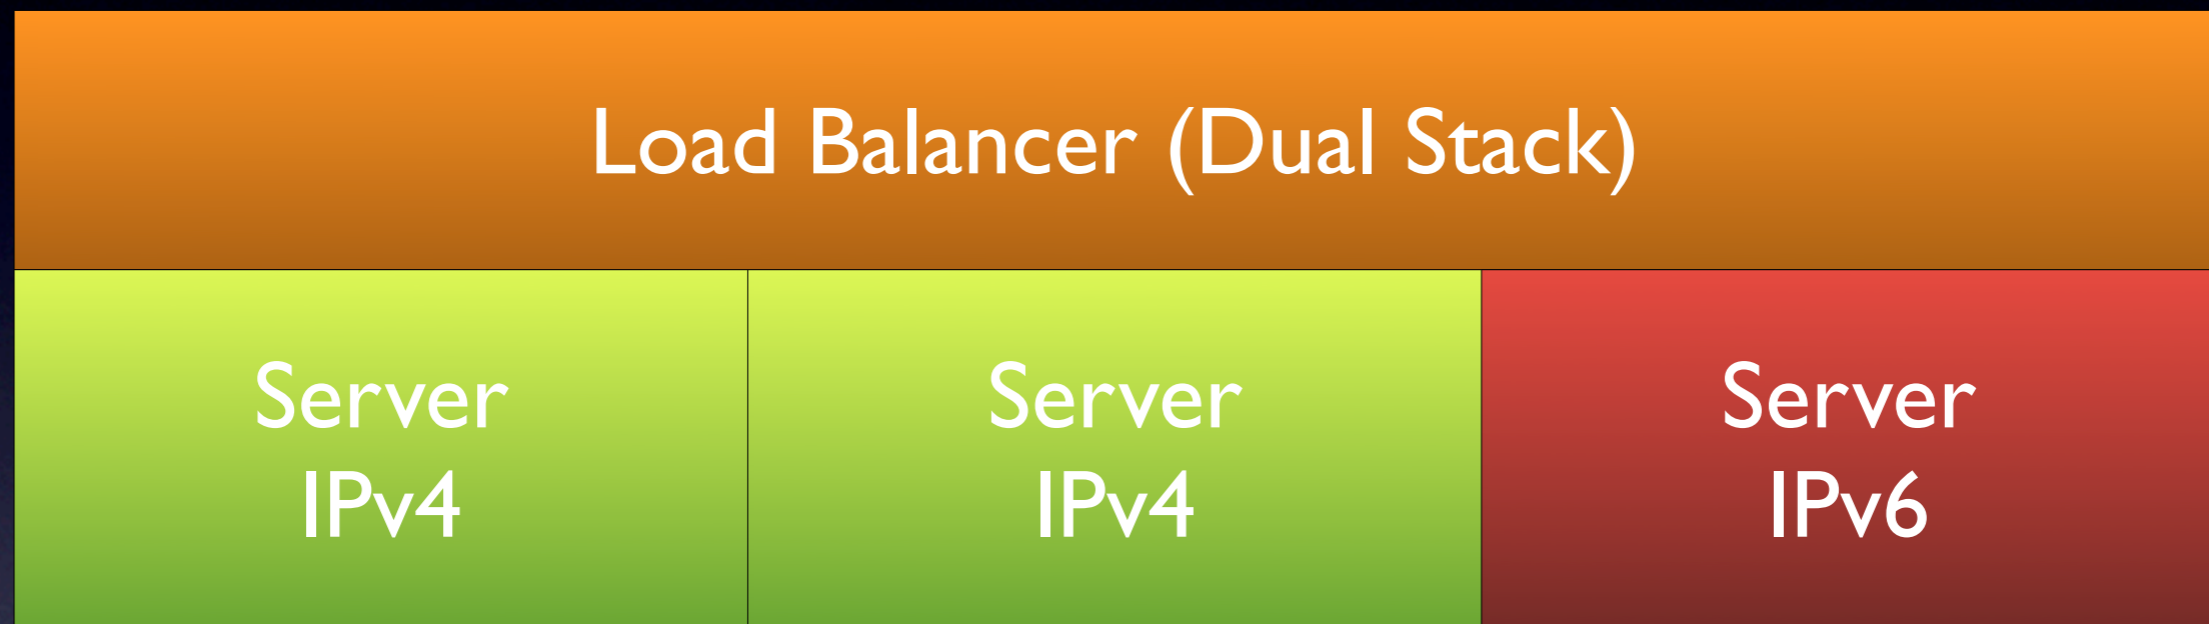 Load Balancer (Dual Stack)
Server
IPv4
Server
IPv4
Server
IPv6